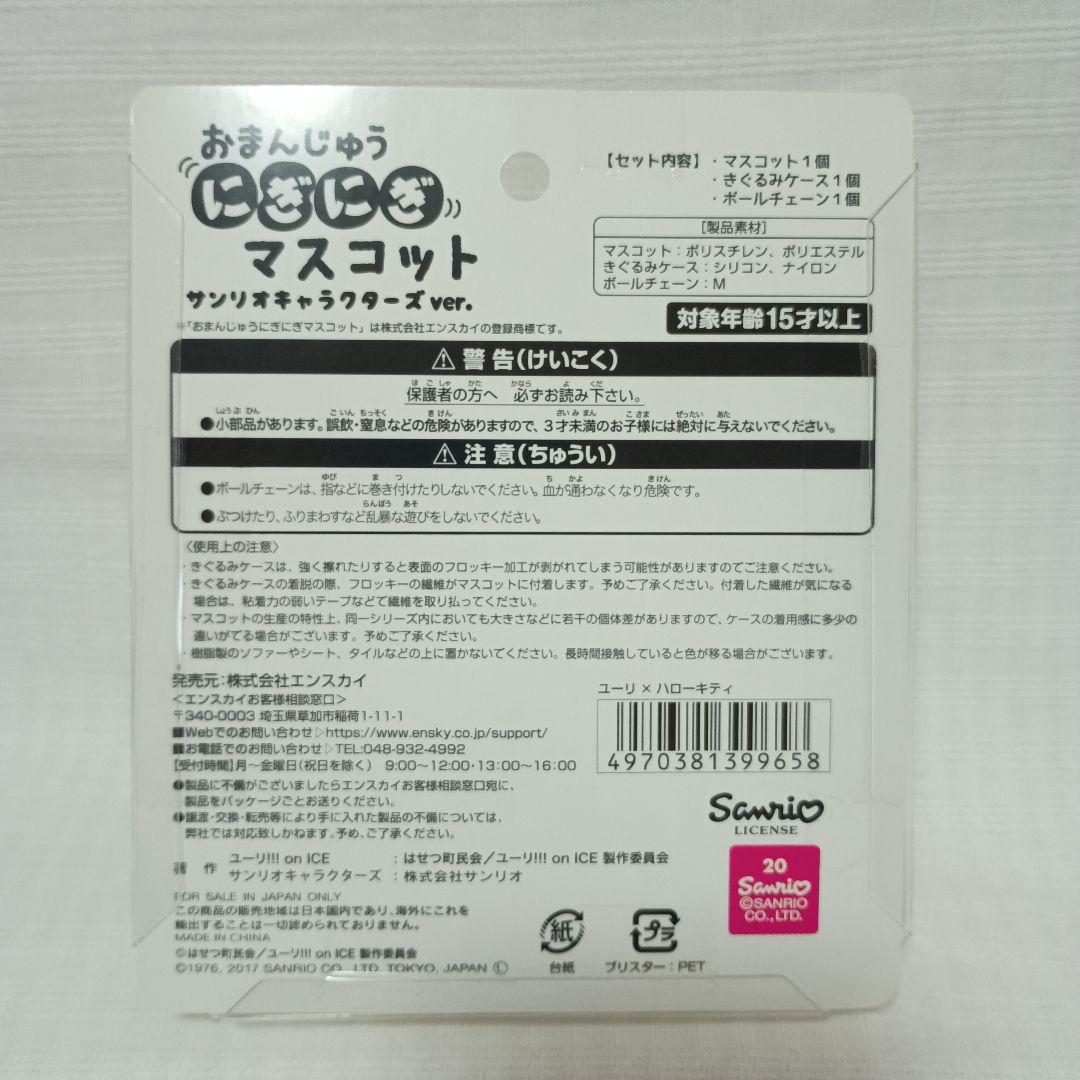 おまんじゅう
にぎにぎ
マスコット
サンリオキャラクターズ ver.
※「おまんじゅうにぎにぎマスコット」は株式会社エンスカイの登録商標です。
【セット内容】・マスコット1個
・きぐるみケース1個
・ボールチェーン1個
[製品素材]
マスコット：ポリスチレン、ポリエステル
きぐるみケース：シリコン、ナイロン
ボールチェーン：M
対象年齢15才以上
⚠ 警告(けいこく)
保護者の方へ 必ずお読み下さい。
●小部品があります。誤飲・窒息などの危険がありますので、3才未満のお子様には絶対に与えないでください。
⚠ 注意(ちゅうい)
●ボールチェーンは、指などに巻き付けたりしないでください。血が通わなくなり危険です。
●ぶつけたり、ふりまわすなど乱暴な遊びをしないでください。
〈使用上の注意〉
・きぐるみケースは、強く擦れたりすると表面のフロッキー加工が剥がれてしまう可能性がありますのでご注意ください。
・きぐるみケースの着脱の際、フロッキーの繊維がマスコットに付着します。予めご了承ください。付着した繊維が気になる
場合は、粘着力の弱いテープなどで繊維を取り払ってください。
・マスコットの生産の特性上、同一シリーズ内においても大きさなどに若干の個体差がありますので、ケースの着用感に多少の
違いがでる場合がございます。予めご了承ください。
・樹脂製のソファーやシート、タイルなどの上に置かないでください。長時間接触していると色が移る場合がございます。
発売元：株式会社エンスカイ
＜エンスカイお客様相談窓口＞
〒340-0003 埼玉県草加市稲荷1-11-1
■Webでのお問い合わせ▷https://www.ensky.co.jp/support/
■お電話でのお問い合わせ▷TEL:048-932-4992
【受付時間】月～金曜日(祝日を除く) 9:00～12:00・13:00～16:00
❶製品に不備がございましたらエンスカイお客様相談窓口宛に、
製品をパッケージごとお送りください。
❶譲渡・交換・転売等により手に入れた製品の不備については、
弊社では対応致しかねます。予め、ご了承ください。
著 作 ユーリ!!! on ICE ：はせつ町民会／ユーリ!!! on ICE 製作委員会
サンリオキャラクターズ ：株式会社サンリオ
FOR SALE IN JAPAN ONLY
この商品の販売地域は日本国内であり、海外にこれを
輸出することは一切認められておりません。
MADE IN CHINA
©はせつ町民会／ユーリ!!! on ICE 製作委員会
©1976, 2017 SANRIO CO., LTD. TOKYO, JAPAN Ⓛ
ユーリ × ハローキティ
4970381399658
Sanrio
LICENSE
20
Sanrio
©SANRIO
CO., LTD.
紙
台紙
プラ
ブリスター：PET